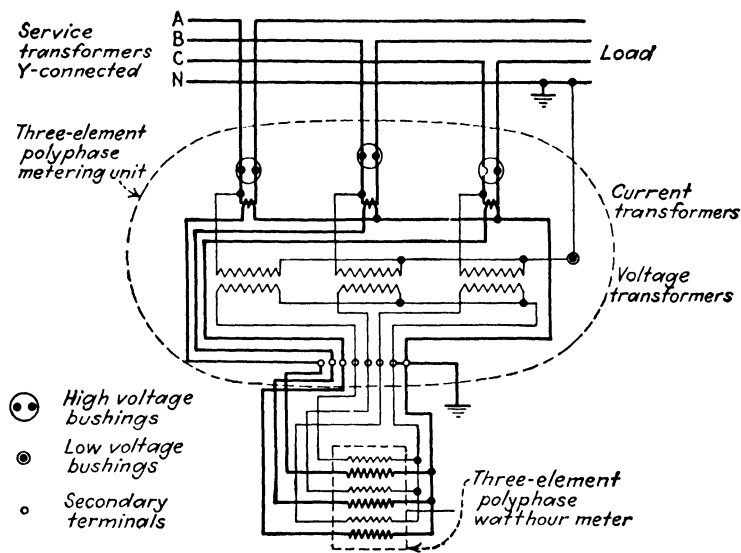 Service
transformers
Y-connected
A
B
C
N
Load
Three-element
polyphase
metering unit
Current
transformers
Voltage
transformers
High voltage
bushings
Low voltage
bushings
Secondary
terminals
Three-element
polyphase
watthour meter